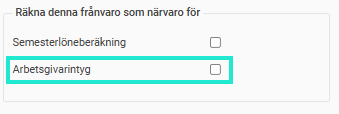 Räkna denna frånvaro som närvaro för
Semesterlöneberäkning
Arbetsgivarintyg